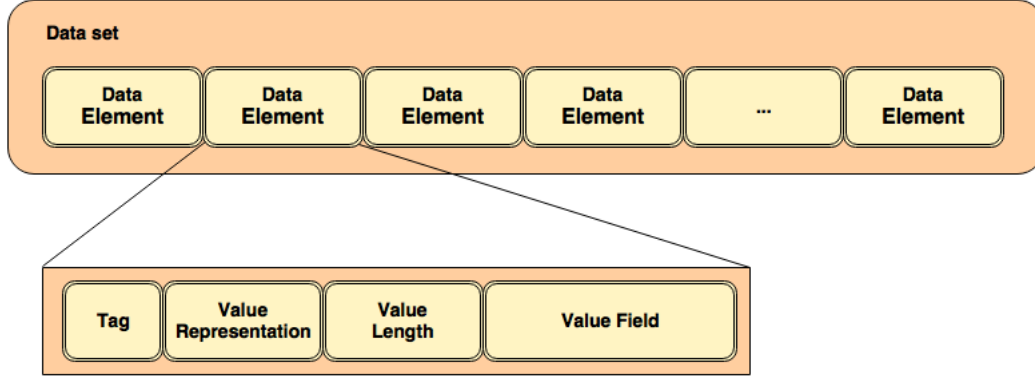 Data set
Data
Element
Data
Element
Data
Element
Data
Element
...
Data
Element
Tag
Value
Representation
Value
Length
Value Field